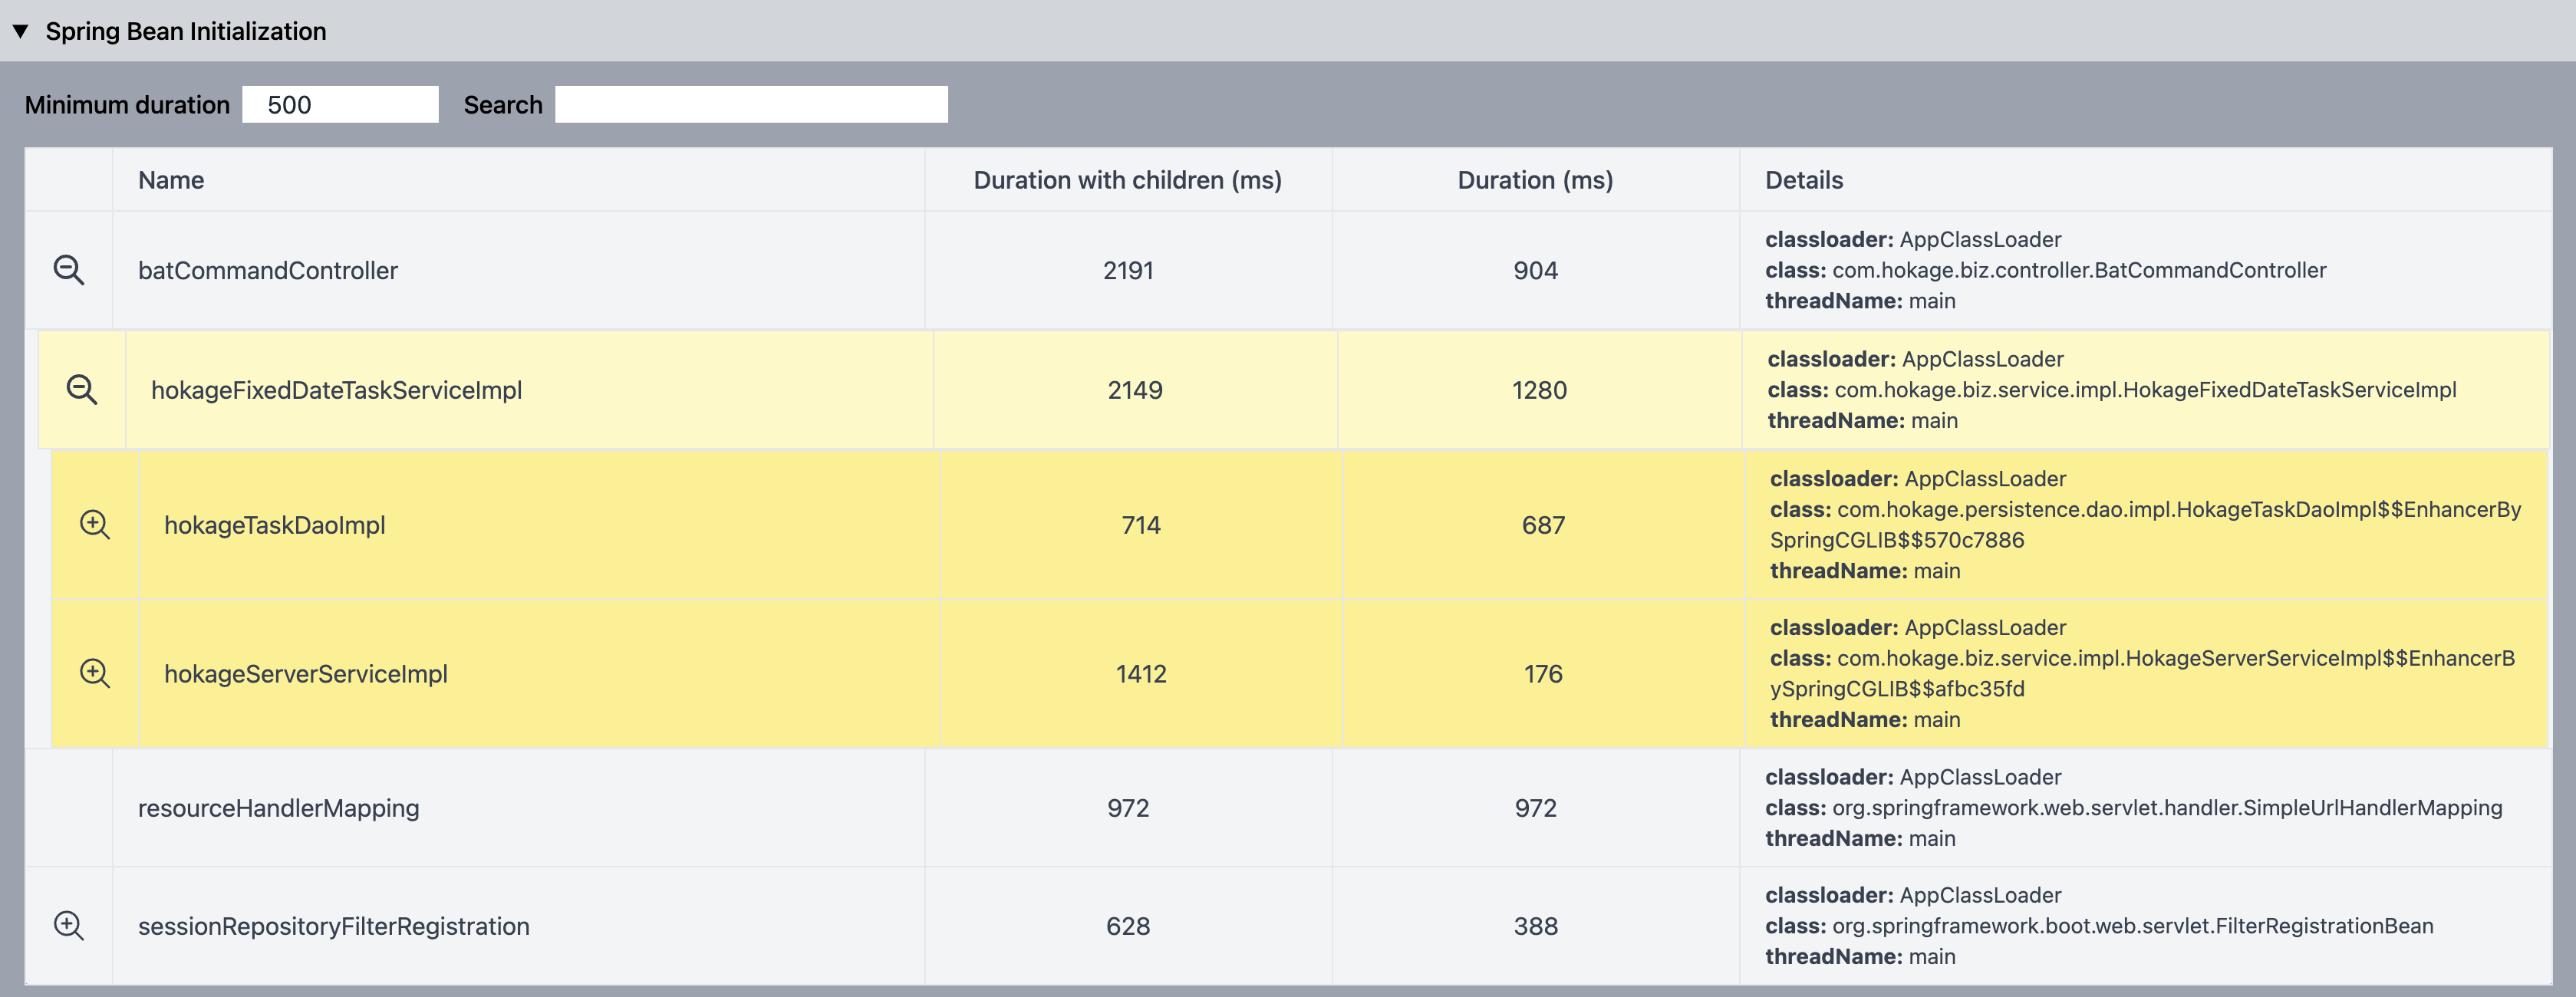 ▼ Spring Bean Initialization
Minimum duration 500 Search
Name Duration with children (ms) Duration (ms) Details
batCommandController 2191 904
classloader: AppClassLoader
class: com.hokage.biz.controller.BatCommandController
threadName: main
hokageFixedDateTaskServiceImpl 2149 1280
classloader: AppClassLoader
class: com.hokage.biz.service.impl.HokageFixedDateTaskServiceImpl
threadName: main
hokageTaskDaoImpl 714 687
classloader: AppClassLoader
class: com.hokage.persistence.dao.impl.HokageTaskDaoImpl$$EnhancerBy
SpringCGLIB$$570c7886
threadName: main
hokageServerServiceImpl 1412 176
classloader: AppClassLoader
class: com.hokage.biz.service.impl.HokageServerServiceImpl$$EnhancerB
ySpringCGLIB$$afbc35fd
threadName: main
resourceHandlerMapping 972 972
classloader: AppClassLoader
class: org.springframework.web.servlet.handler.SimpleUrlHandlerMapping
threadName: main
sessionRepositoryFilterRegistration 628 388
classloader: AppClassLoader
class: org.springframework.boot.web.servlet.FilterRegistrationBean
threadName: main